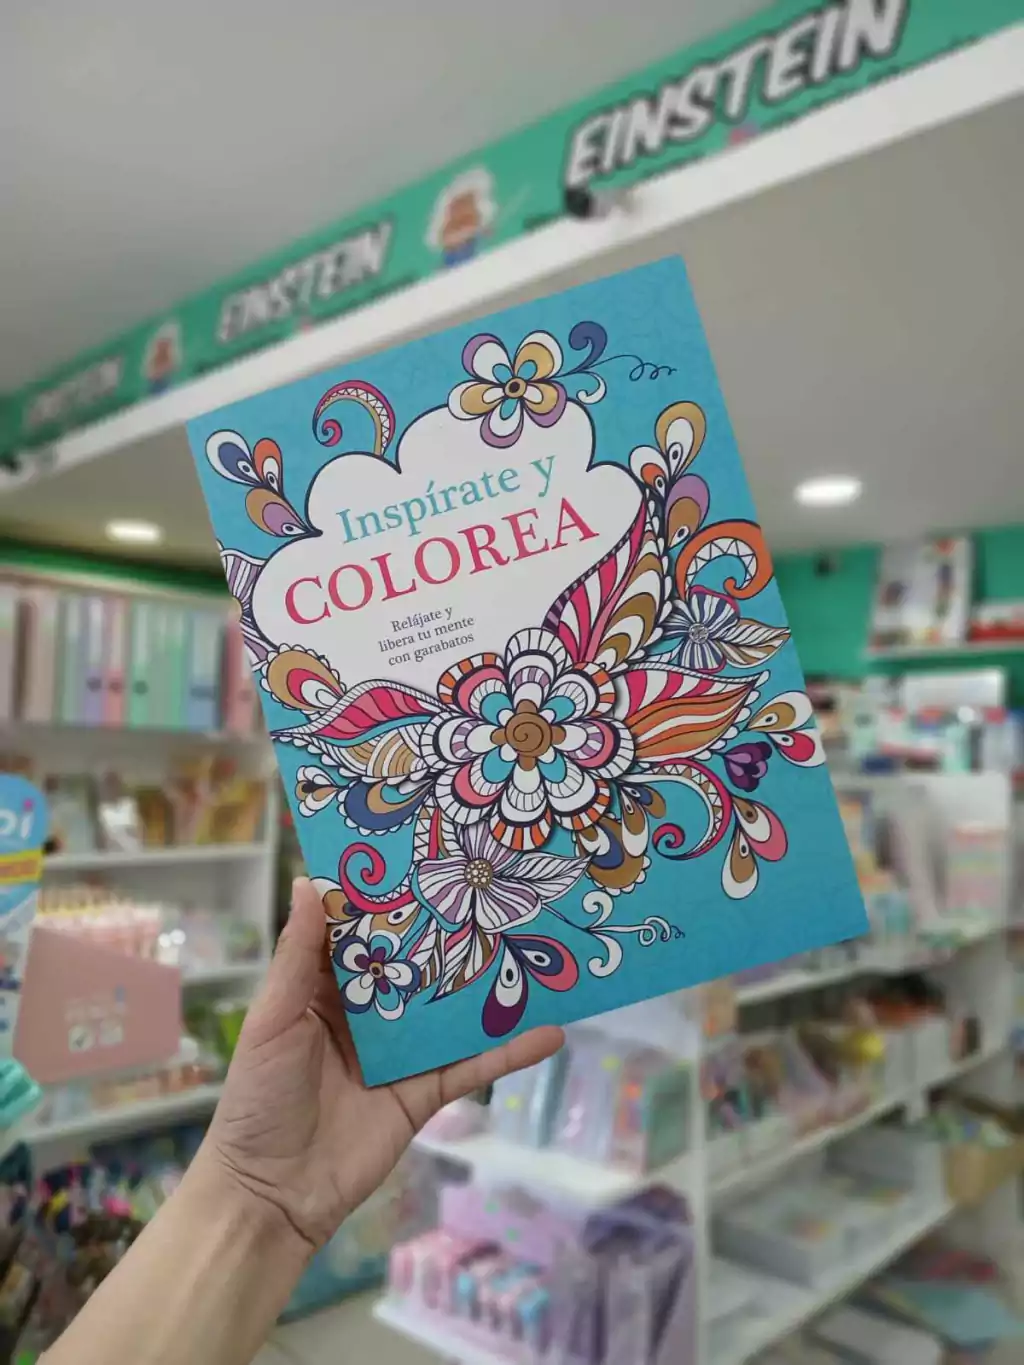 EINSTEIN
EINSTEIN
EINSTEIN
Inspírate y
COLOREA
Relájate y
libera tu mente
con garabatos